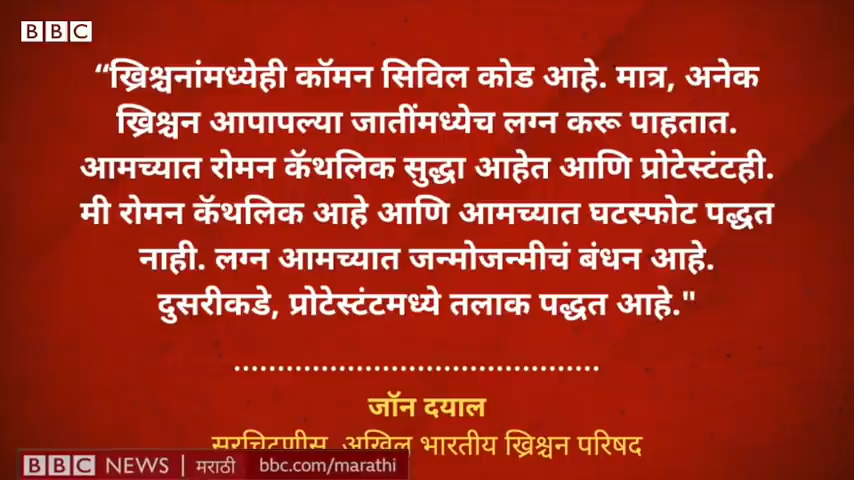 BBC
“ख्रिश्चनांमध्येही कॉमन सिविल कोड आहे. मात्र, अनेक
ख्रिश्चन आपापल्या जातींमध्येच लग्न करू पाहतात.
आमच्यात रोमन कॅथलिक सुद्धा आहेत आणि प्रोटेस्टंटही.
मी रोमन कॅथलिक आहे आणि आमच्यात घटस्फोट पद्धत
नाही. लग्न आमच्यात जन्मोजन्मीचं बंधन आहे.
दुसरीकडे, प्रोटेस्टंटमध्ये तलाक पद्धत आहे."
जॉन दयाल
सरचिटणीस, अखिल भारतीय ख्रिश्चन परिषद
BBC NEWS | मराठी bbc.com/marathi